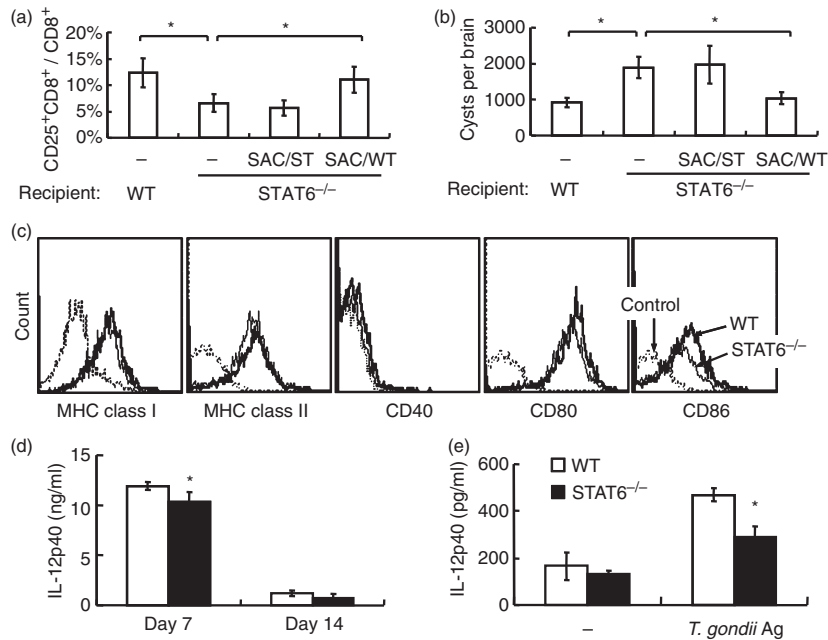 (a)
CD25⁺CD8⁺ / CD8⁺
20%
15%
10%
5%
0%
*
*
– – SAC/ST SAC/WT
Recipient: WT STAT6⁻/⁻
(b)
Cysts per brain
3000
2000
1000
0
*
*
– – SAC/ST SAC/WT
Recipient: WT STAT6⁻/⁻
(c)
Count
Control
WT
STAT6⁻/⁻
MHC class I MHC class II CD40 CD80 CD86
(d)
IL-12p40 (ng/ml)
15
10
5
0
*
Day 7 Day 14
(e)
IL-12p40 (pg/ml)
600
400
200
0
WT
STAT6⁻/⁻
*
– T. gondii Ag